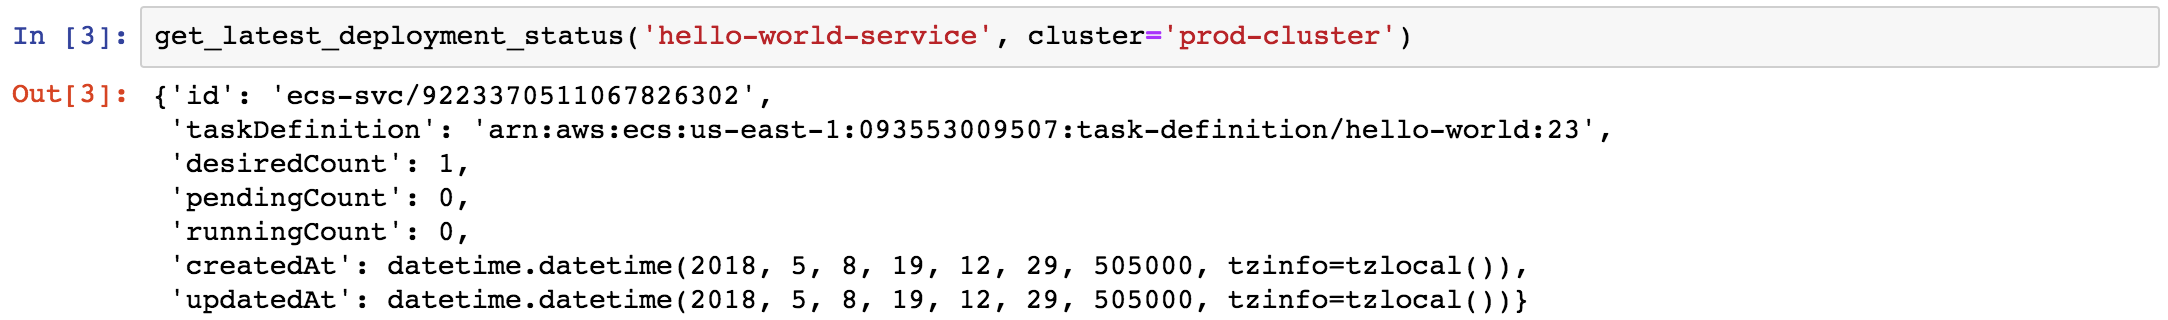 In [3]: get_latest_deployment_status('hello-world-service', cluster='prod-cluster')
Out[3]: {'id': 'ecs-svc/9223370511067826302',
'taskDefinition': 'arn:aws:ecs:us-east-1:093553009507:task-definition/hello-world:23',
'desiredCount': 1,
'pendingCount': 0,
'runningCount': 0,
'createdAt': datetime.datetime(2018, 5, 8, 19, 12, 29, 505000, tzinfo=tzlocal()),
'updatedAt': datetime.datetime(2018, 5, 8, 19, 12, 29, 505000, tzinfo=tzlocal())}